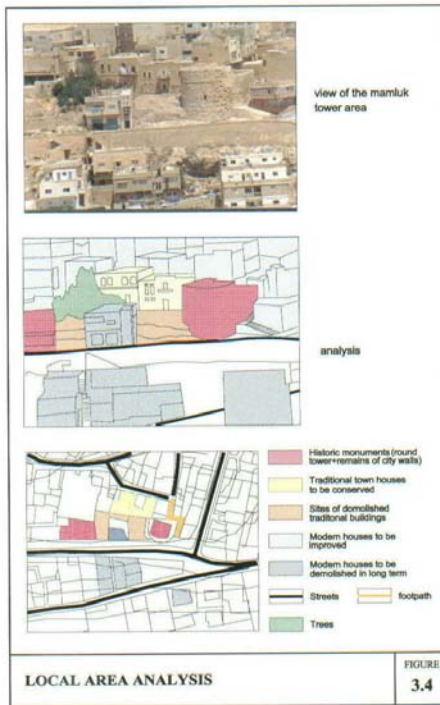 view of the mamluk
tower area
analysis
Historic monuments (round
tower+remains of city walls)
Traditional town houses
to be conserved
Sites of domolished
traditonal buildings
Modern houses to be
improved
Modern houses to be
demolished in long term
Streets
footpath
Trees
LOCAL AREA ANALYSIS
FIGURE
3.4